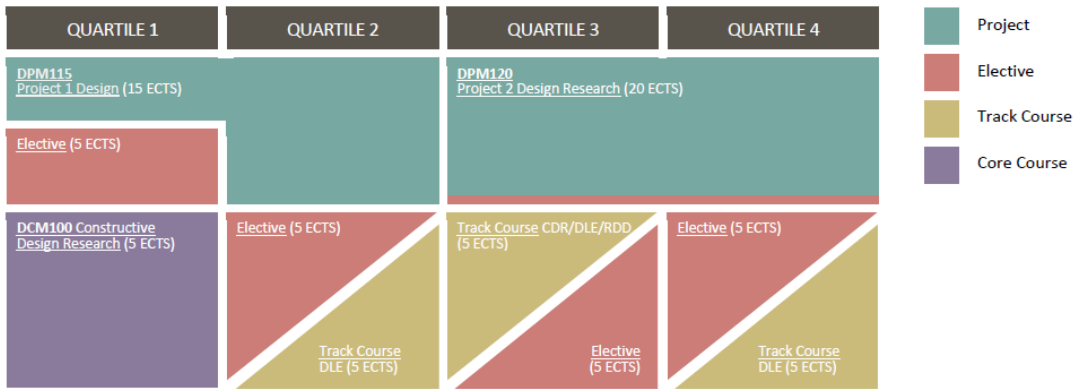 QUARTILE 1
QUARTILE 2
QUARTILE 3
QUARTILE 4
DPM115
Project 1 Design (15 ECTS)
DPM120
Project 2 Design Research (20 ECTS)
Elective (5 ECTS)
DCM100 Constructive
Design Research (5 ECTS)
Elective (5 ECTS)
Track Course
DLE (5 ECTS)
Track Course CDR/DLE/RDD
(5 ECTS)
Elective
(5 ECTS)
Elective (5 ECTS)
Track Course
DLE (5 ECTS)
Project
Elective
Track Course
Core Course